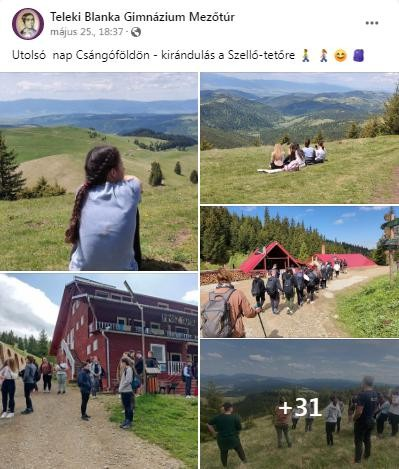 Teleki Blanka Gimnázium Mezőtúr
május 25., 18:37 ·
Utolsó nap Csángóföldön - kirándulás a Szellő-tetőre
+31